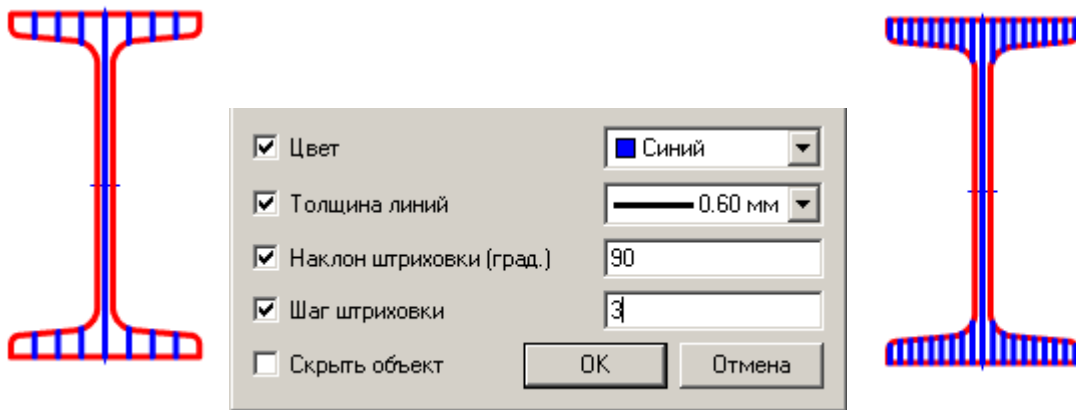 Цвет
Синий
Толщина линий
0.60 мм
Наклон штриховки (град.)
90
Шаг штриховки
3
Скрыть объект
OK
Отмена